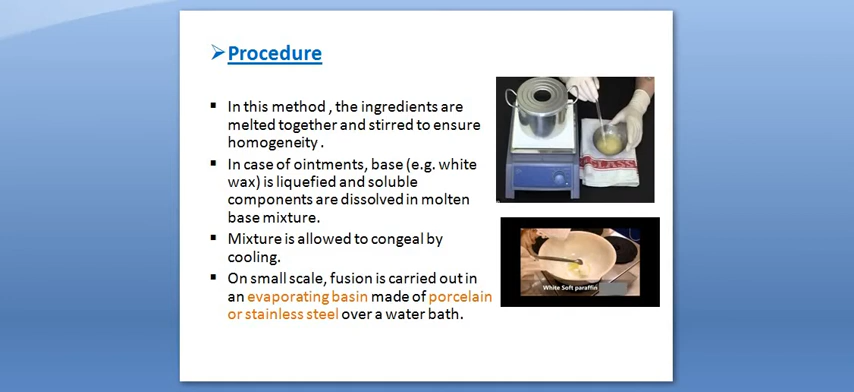 Procedure
In this method , the ingredients are
melted together and stirred to ensure
homogeneity .
In case of ointments, base (e.g. white
wax) is liquefied and soluble
components are dissolved in molten
base mixture.
Mixture is allowed to congeal by
cooling.
On small scale, fusion is carried out in
an evaporating basin made of porcelain
or stainless steel over a water bath.
White Soft paraffin